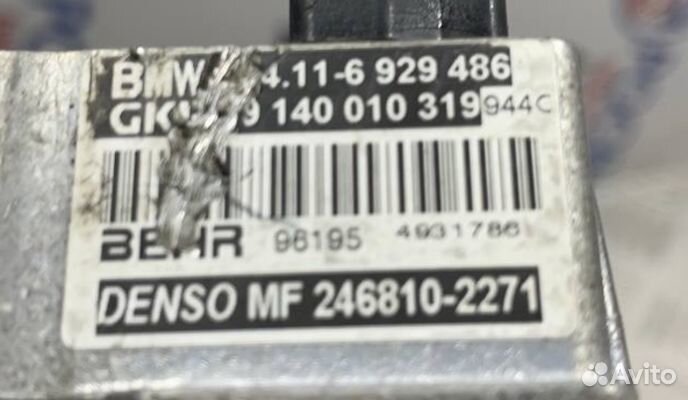 BMW 4.11-6 929 486
9 140 010 319 944C
BEHR 96195 4931786
DENSO MF 246810-2271
Avito